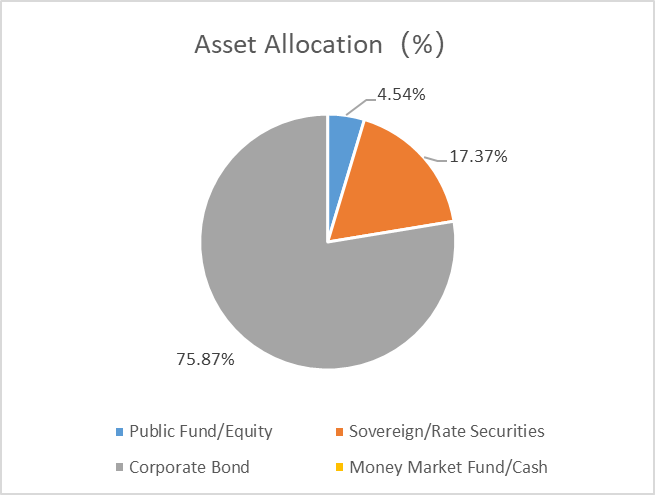 Asset Allocation (%)
4.54%
17.37%
75.87%
Public Fund/Equity
Sovereign/Rate Securities
Corporate Bond
Money Market Fund/Cash